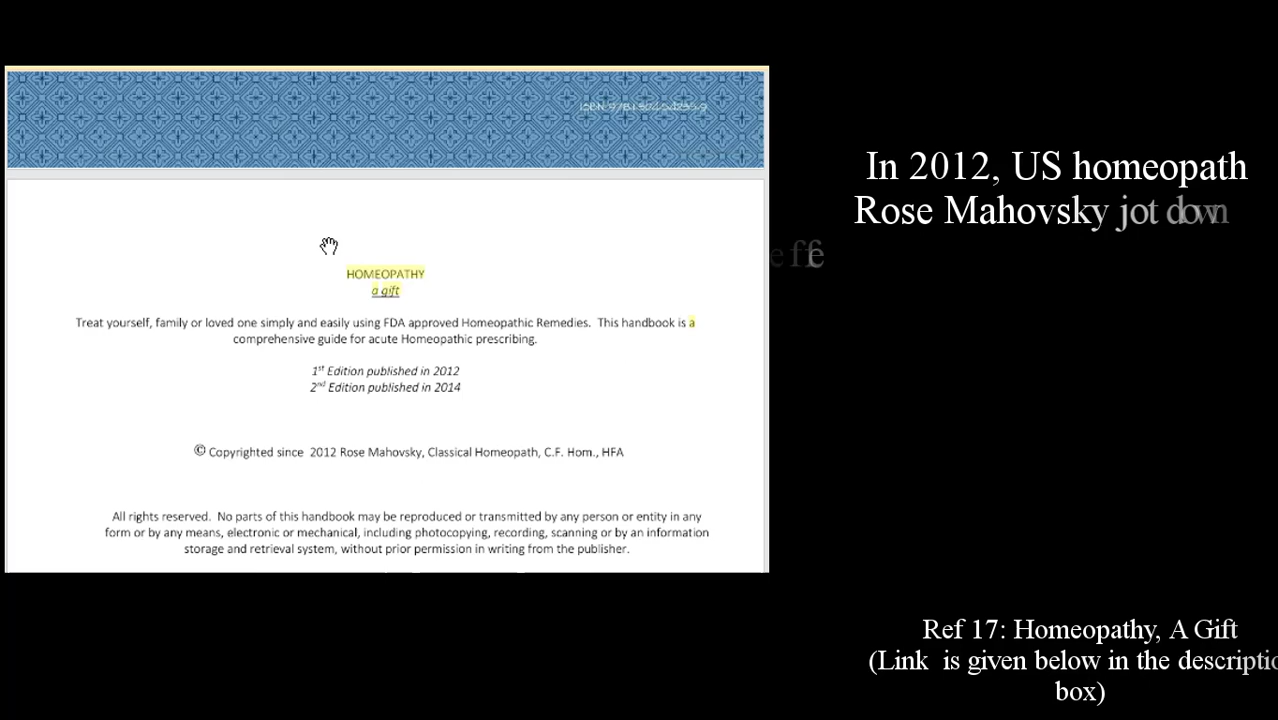 HOMEOPATHY
a gift
Treat yourself, family or loved one simply and easily using FDA approved Homeopathic Remedies. This handbook is a
comprehensive guide for acute Homeopathic prescribing.
1st Edition published in 2012
2nd Edition published in 2014
© Copyrighted since 2012 Rose Mahovsky, Classical Homeopath, C.F. Hom., HFA
All rights reserved. No parts of this handbook may be reproduced or transmitted by any person or entity in any
form or by any means, electronic or mechanical, including photocopying, recording, scanning or by an information
storage and retrieval system, without prior permission in writing from the publisher.
In 2012, US homeopath
Rose Mahovsky jot down
Ref 17: Homeopathy, A Gift
(Link is given below in the descriptio
box)